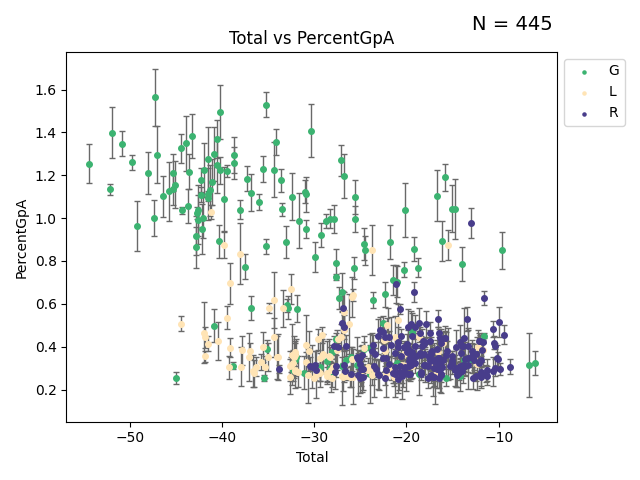 N = 445
Total vs PercentGpA
G
L
R
PercentGpA
1.6
1.4
1.2
1.0
0.8
0.6
0.4
0.2
−50
−40
−30
−20
−10
Total